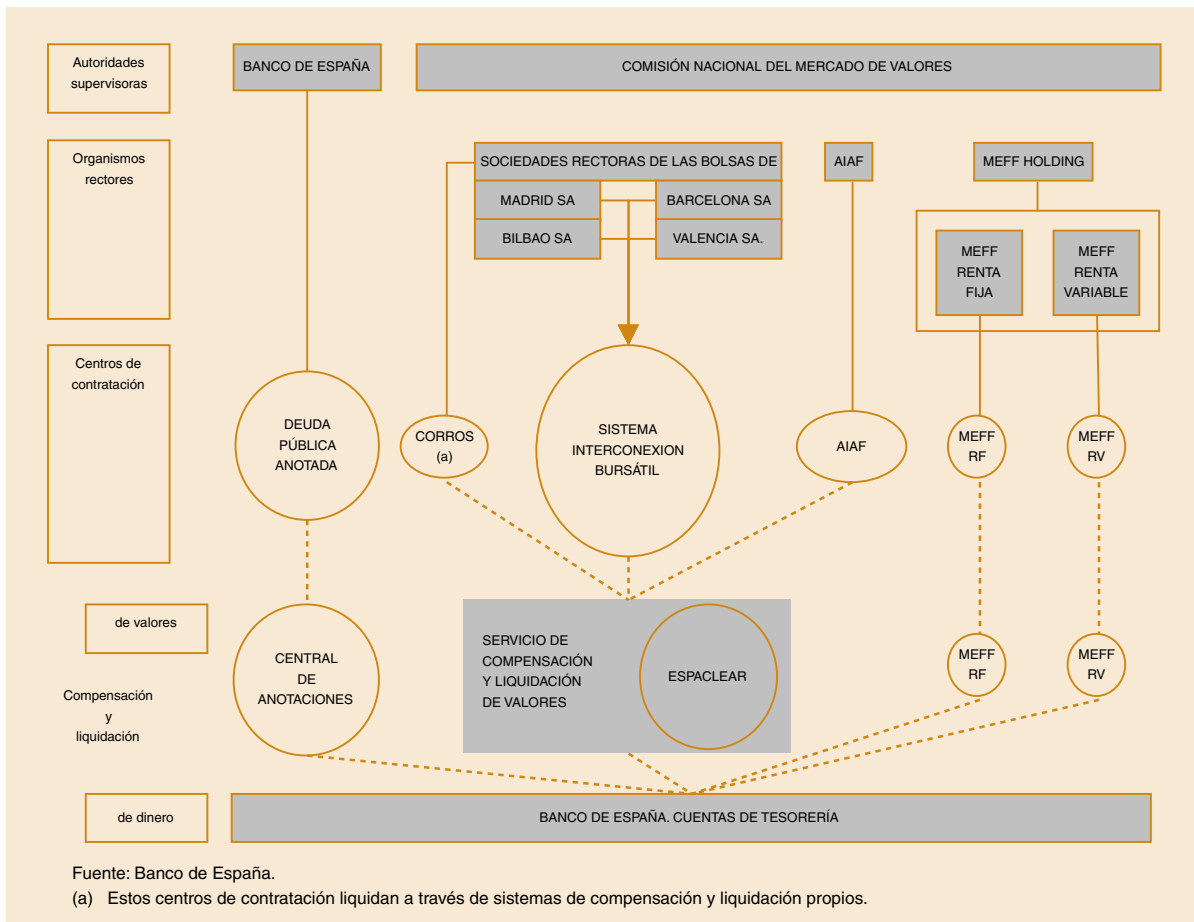 Autoridades
supervisoras
BANCO DE ESPAÑA
COMISIÓN NACIONAL DEL MERCADO DE VALORES
Organismos
rectores
SOCIEDADES RECTORAS DE LAS BOLSAS DE
MADRID SA
BARCELONA SA
BILBAO SA
VALENCIA SA.
AIAF
MEFF HOLDING
MEFF
RENTA
FIJA
MEFF
RENTA
VARIABLE
Centros de
contratación
DEUDA
PÚBLICA
ANOTADA
CORROS
(a)
SISTEMA
INTERCONEXION
BURSÁTIL
AIAF
MEFF
RF
MEFF
RV
de valores
Compensación
y
liquidación
CENTRAL
DE
ANOTACIONES
SERVICIO DE
COMPENSACIÓN
Y LIQUIDACIÓN
DE VALORES
ESPACLEAR
MEFF
RF
MEFF
RV
de dinero
BANCO DE ESPAÑA. CUENTAS DE TESORERÍA
Fuente: Banco de España.
(a) Estos centros de contratación liquidan a través de sistemas de compensación y liquidación propios.